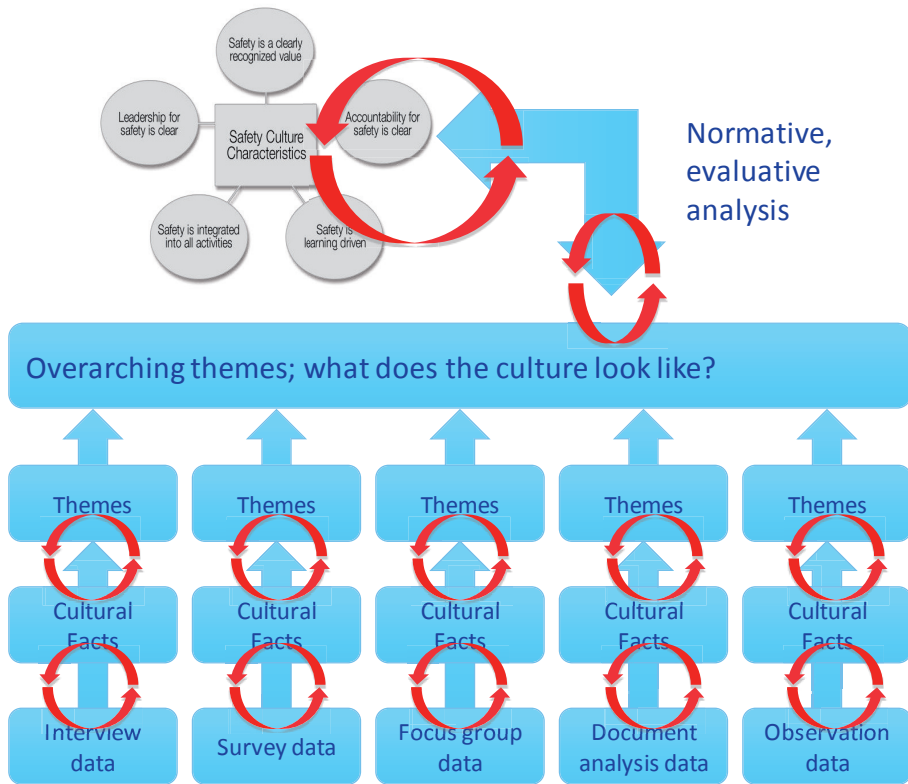 Safety is a clearly
recognized value
Leadership for
safety is clear
Safety Culture
Characteristics
Accountability for
safety is clear
Safety is integrated
into all activities
Safety is
learning driven
Normative,
evaluative
analysis
Overarching themes; what does the culture look like?
Themes
Themes
Themes
Themes
Themes
Cultural
Facts
Cultural
Facts
Cultural
Facts
Cultural
Facts
Cultural
Facts
Interview
data
Survey data
Focus group
data
Document
analysis data
Observation
data